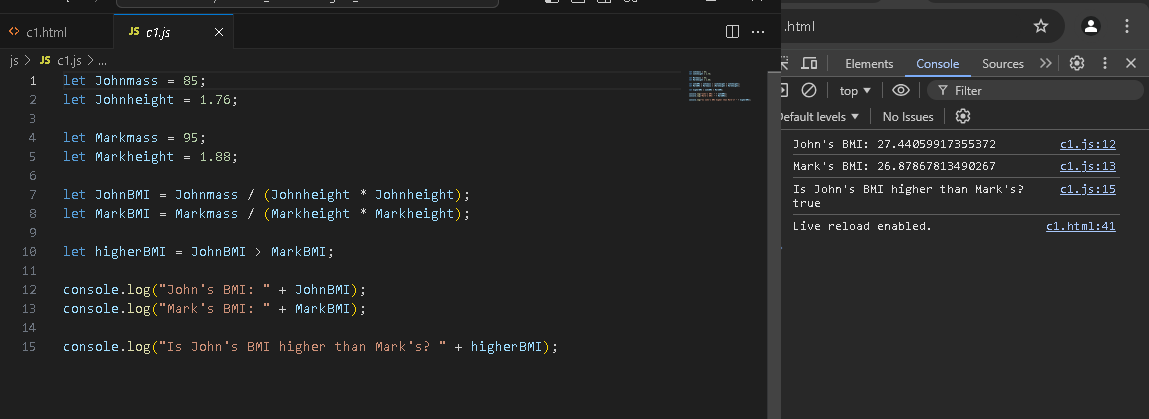 c1.html
JS c1.js
js > JS c1.js > ...
1 let Johnmass = 85;
2 let Johnheight = 1.76;
3
4 let Markmass = 95;
5 let Markheight = 1.88;
6
7 let JohnBMI = Johnmass / (Johnheight * Johnheight);
8 let MarkBMI = Markmass / (Markheight * Markheight);
9
10 let higherBMI = JohnBMI > MarkBMI;
11
12 console.log("John's BMI: " + JohnBMI);
13 console.log("Mark's BMI: " + MarkBMI);
14
15 console.log("Is John's BMI higher than Mark's? " + higherBMI);
.html
Elements Console Sources
top Filter
Default levels No Issues
John's BMI: 27.44059917355372 c1.js:12
Mark's BMI: 26.87867813490267 c1.js:13
Is John's BMI higher than Mark's? c1.js:15
true
Live reload enabled. c1.html:41